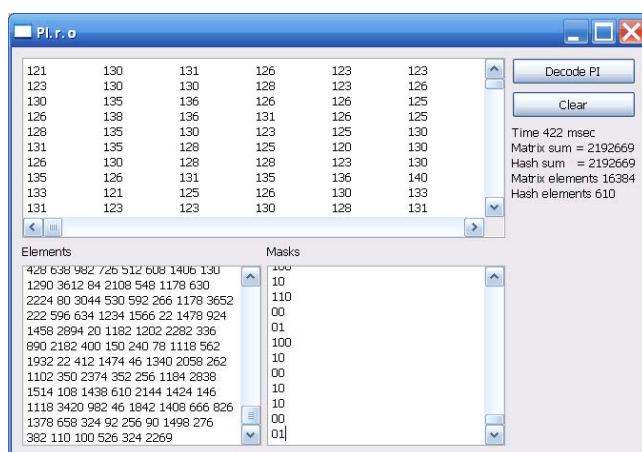 PI. r. o
121 130 131 126 123 123
123 130 130 128 123 126
130 135 136 126 126 125
126 138 136 131 126 125
128 135 130 123 125 130
131 135 128 125 120 130
126 130 128 128 123 130
135 126 131 135 136 140
133 121 125 126 130 133
131 123 123 130 128 131
Decode PI
Clear
Time 422 msec
Matrix sum = 2192669
Hash sum = 2192669
Matrix elements 16384
Hash elements 610
Elements
428 638 982 726 512 608 1406 130
1290 3612 84 2108 548 1178 630
2224 80 3044 530 592 266 1178 3652
222 596 634 1234 1566 22 1478 924
1458 2894 20 1182 1202 2282 336
890 2182 400 150 240 78 1118 562
1932 22 412 1474 46 1340 2058 262
1102 350 2374 352 256 1184 2838
1514 108 1438 610 2144 1424 146
1118 3420 982 46 1842 1408 666 826
1378 658 324 92 256 90 1498 276
382 110 100 526 324 2269
Masks
100
10
110
00
01
100
10
00
10
10
00
01